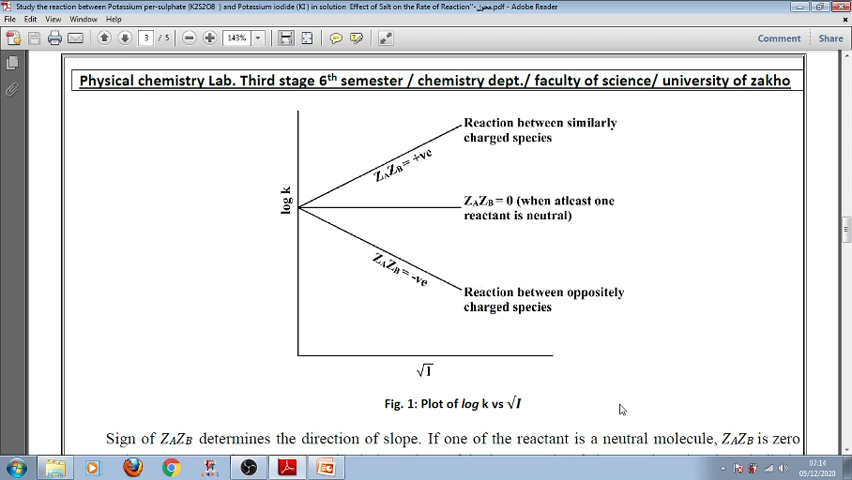 Study the reaction between Potassium per-sulphate (K2S2O8 ) and Potassium iodide (KI ) in solution Effect of Salt on the Rate of Reaction"-محول.pdf - Adobe Reader
File Edit View Window Help
3 / 5 143% Comment Share
Physical chemistry Lab. Third stage 6th semester / chemistry dept./ faculty of science/ university of zakho
Reaction between similarly
charged species
ZAZB = +ve
log k
ZAZB = 0 (when atleast one
reactant is neutral)
ZAZB = -ve
Reaction between oppositely
charged species
√I
Fig. 1: Plot of log k vs √I
Sign of ZAZB determines the direction of slope. If one of the reactant is a neutral molecule, ZAZB is zero
07:14
05/12/2020